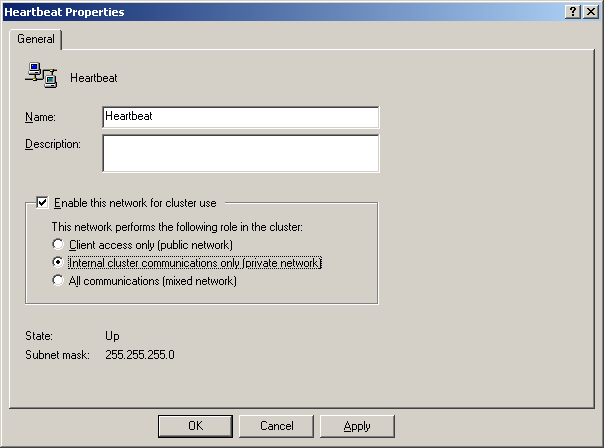 Heartbeat Properties
General
Heartbeat
Name: Heartbeat
Description:
Enable this network for cluster use
This network performs the following role in the cluster:
Client access only (public network)
Internal cluster communications only (private network)
All communications (mixed network)
State: Up
Subnet mask: 255.255.255.0
OK Cancel Apply